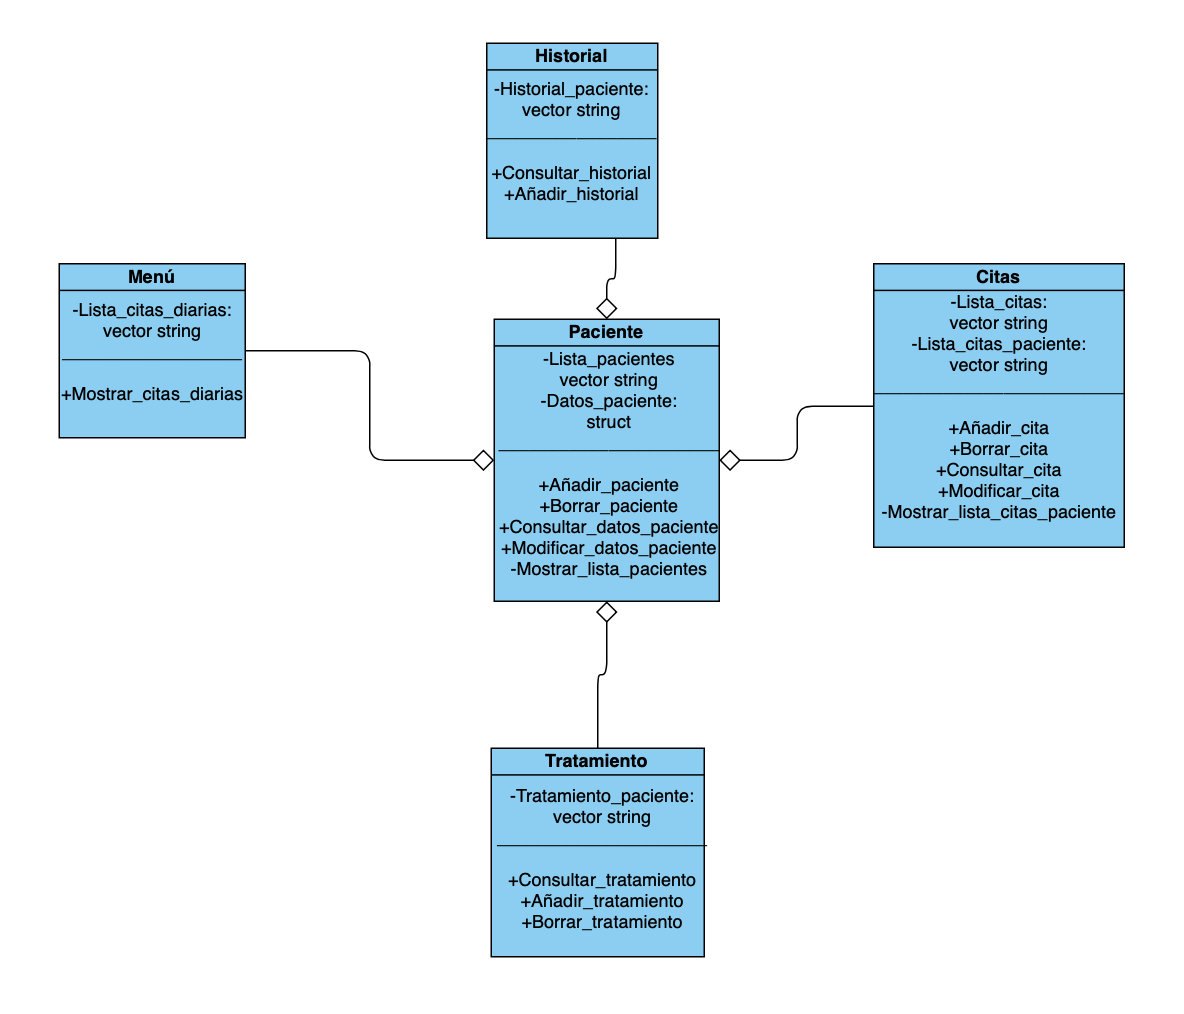 Historial
-Historial_paciente:
vector string
+Consultar_historial
+Añadir_historial
Menú
-Lista_citas_diarias:
vector string
+Mostrar_citas_diarias
Paciente
-Lista_pacientes
vector string
-Datos_paciente:
struct
+Añadir_paciente
+Borrar_paciente
+Consultar_datos_paciente
+Modificar_datos_paciente
-Mostrar_lista_pacientes
Citas
-Lista_citas:
vector string
-Lista_citas_paciente:
vector string
+Añadir_cita
+Borrar_cita
+Consultar_cita
+Modificar_cita
-Mostrar_lista_citas_paciente
Tratamiento
-Tratamiento_paciente:
vector string
+Consultar_tratamiento
+Añadir_tratamiento
+Borrar_tratamiento